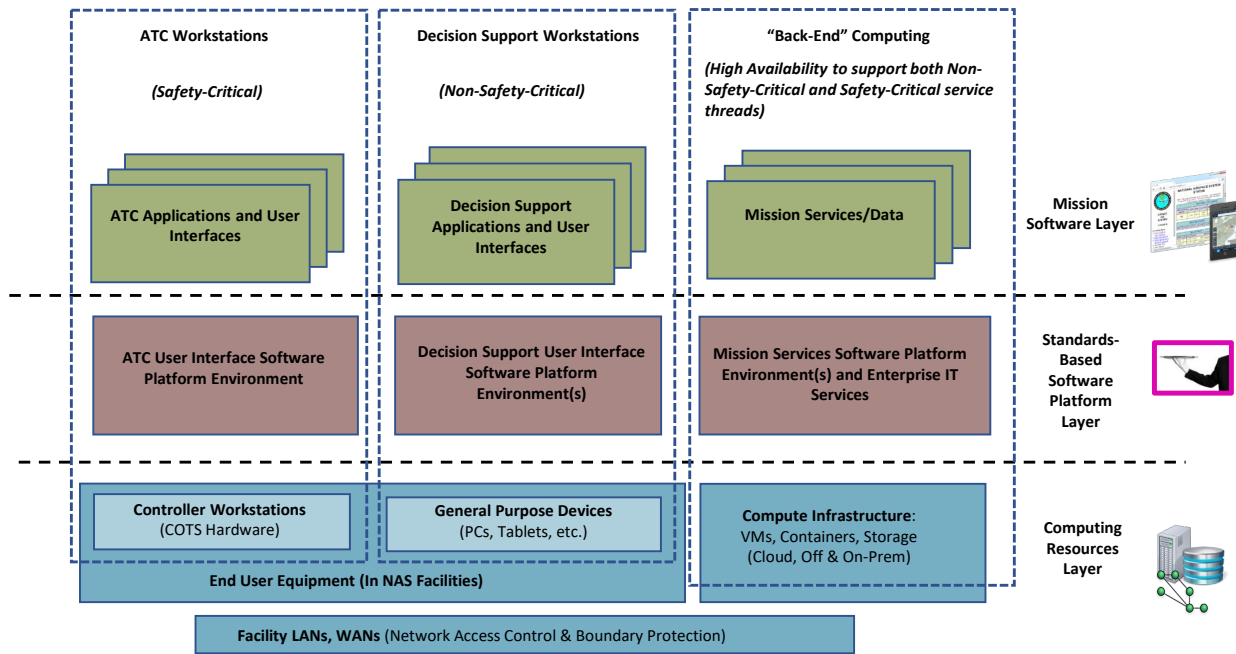 ATC Workstations
(Safety-Critical)
Decision Support Workstations
(Non-Safety-Critical)
“Back-End” Computing
(High Availability to support both Non-
Safety-Critical and Safety-Critical service
threads)
ATC Applications and User
Interfaces
Decision Support
Applications and User
Interfaces
Mission Services/Data
Mission
Software Layer
ATC User Interface Software
Platform Environment
Decision Support User Interface
Software Platform
Environment(s)
Mission Services Software Platform
Environment(s) and Enterprise IT
Services
Standards-
Based
Software
Platform
Layer
Controller Workstations
(COTS Hardware)
General Purpose Devices
(PCs, Tablets, etc.)
End User Equipment (In NAS Facilities)
Compute Infrastructure:
VMs, Containers, Storage
(Cloud, Off & On-Prem)
Computing
Resources
Layer
Facility LANs, WANs (Network Access Control & Boundary Protection)